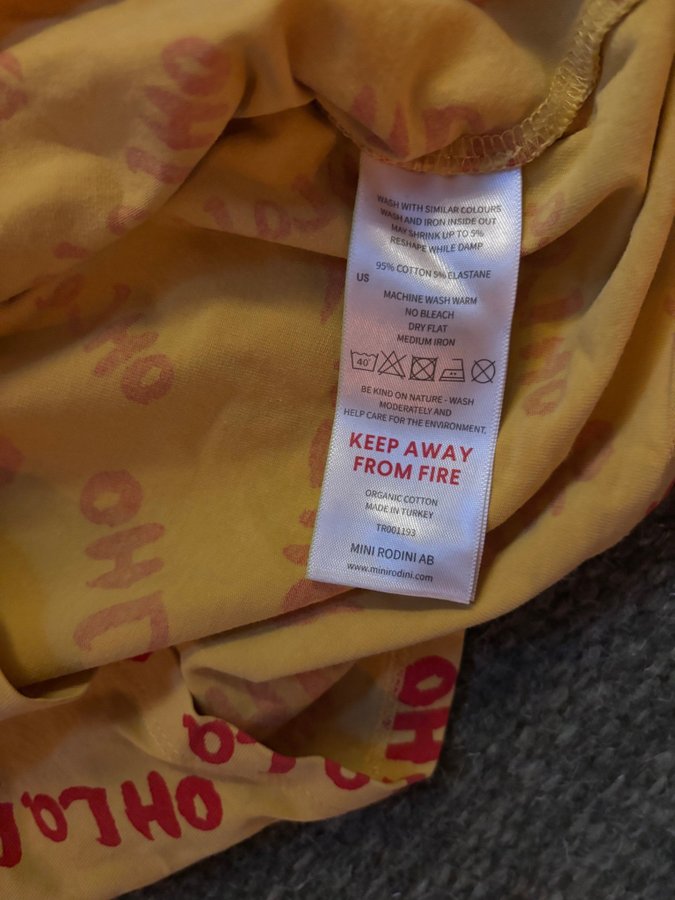 WASH WITH SIMILAR COLOURS
WASH AND IRON INSIDE OUT
MAY SHRINK UP TO 5%
RESHAPE WHILE DAMP
95% COTTON 5% ELASTANE
US
MACHINE WASH WARM
NO BLEACH
DRY FLAT
MEDIUM IRON
40°
BE KIND ON NATURE - WASH
MODERATELY AND
HELP CARE FOR THE ENVIRONMENT.
KEEP AWAY
FROM FIRE
ORGANIC COTTON
MADE IN TURKEY
TR001193
MINI RODINI AB
www.minirodini.com
OH
OHLA